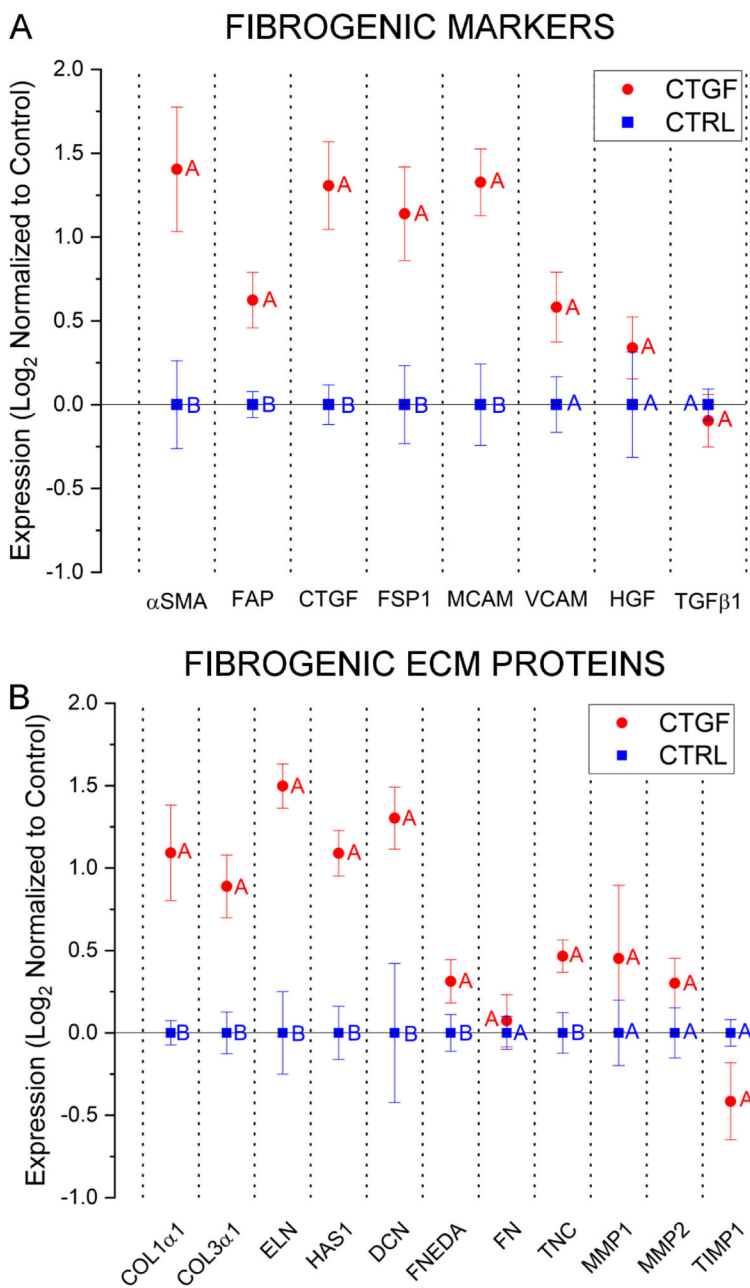 A
FIBROGENIC MARKERS
Expression (Log₂ Normalized to Control)
2.0
1.5
1.0
0.5
0.0
-0.5
-1.0
CTGF
CTRL
A A A A A A A A
B B B B B A A A
αSMA FAP CTGF FSP1 MCAM VCAM HGF TGFβ1
B
FIBROGENIC ECM PROTEINS
Expression (Log₂ Normalized to Control)
2.0
1.5
1.0
0.5
0.0
-0.5
-1.0
CTGF
CTRL
A A A A A A A A A A A
B B B B B B A B A A A
COL1α1 COL3α1 ELN HAS1 DCN FNEDA FN TNC MMP1 MMP2 TIMP1